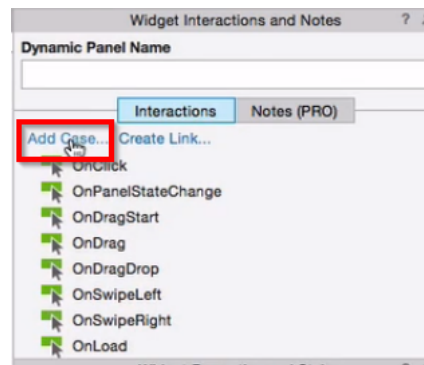 Widget Interactions and Notes ?
Dynamic Panel Name
Interactions Notes (PRO)
Add Case... Create Link...
OnClick
OnPanelStateChange
OnDragStart
OnDrag
OnDragDrop
OnSwipeLeft
OnSwipeRight
OnLoad